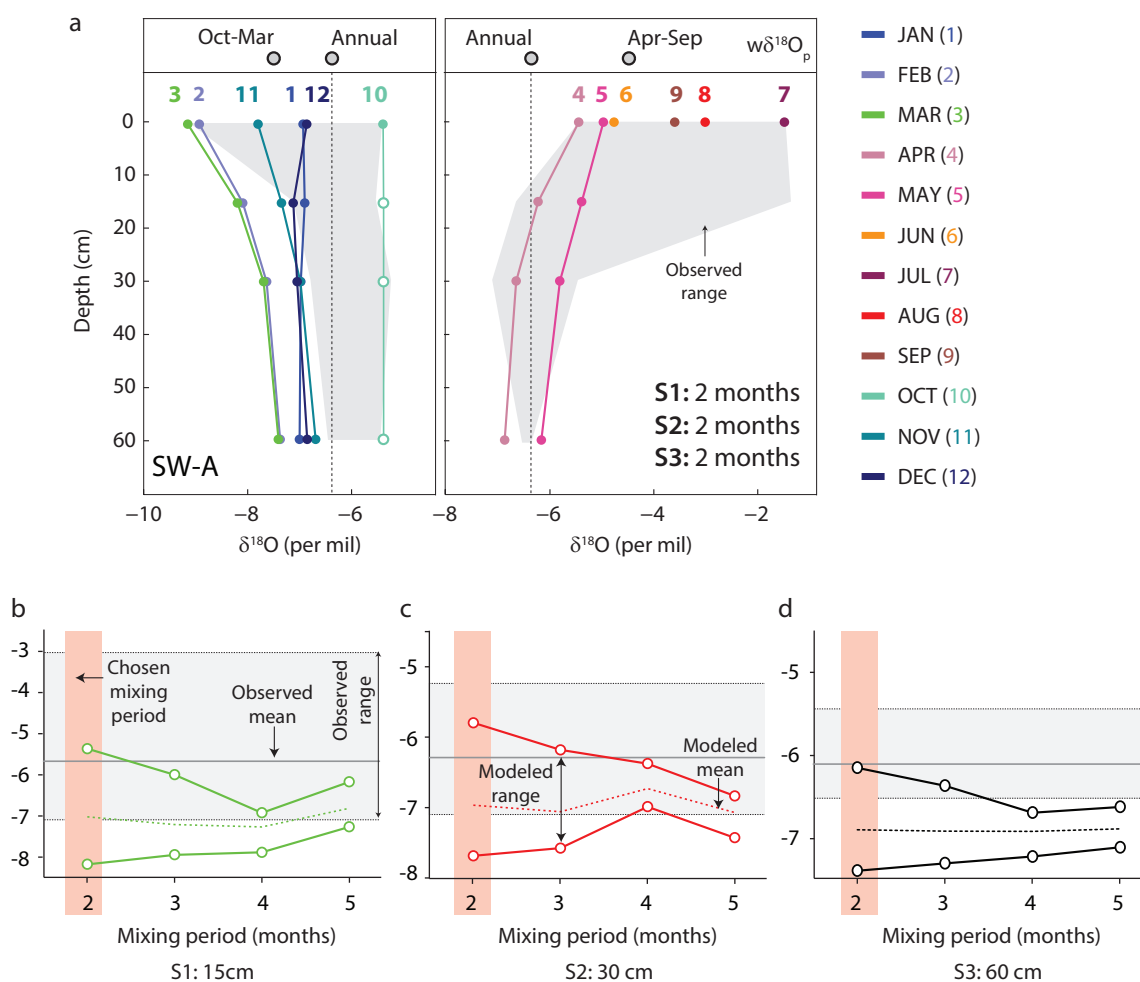 a
Oct-Mar
Annual
Annual
Apr-Sep
wδ¹⁸Oₚ
3 2 11 1 12 10
4 5 6 9 8 7
0
10
20
30
40
50
60
Depth (cm)
Observed
range
S1: 2 months
S2: 2 months
S3: 2 months
SW-A
−10 −8 −6
−6 −4 −2
δ¹⁸O (per mil)
δ¹⁸O (per mil)
JAN (1)
FEB (2)
MAR (3)
APR (4)
MAY (5)
JUN (6)
JUL (7)
AUG (8)
SEP (9)
OCT (10)
NOV (11)
DEC (12)
b
-3
-4
-5
-6
-7
-8
Chosen
mixing
period
Observed
mean
Observed
range
2 3 4 5
Mixing period (months)
S1: 15cm
c
-5
-6
-7
-8
Modeled
range
Modeled
mean
2 3 4 5
Mixing period (months)
S2: 30 cm
d
-5
-6
-7
2 3 4 5
Mixing period (months)
S3: 60 cm